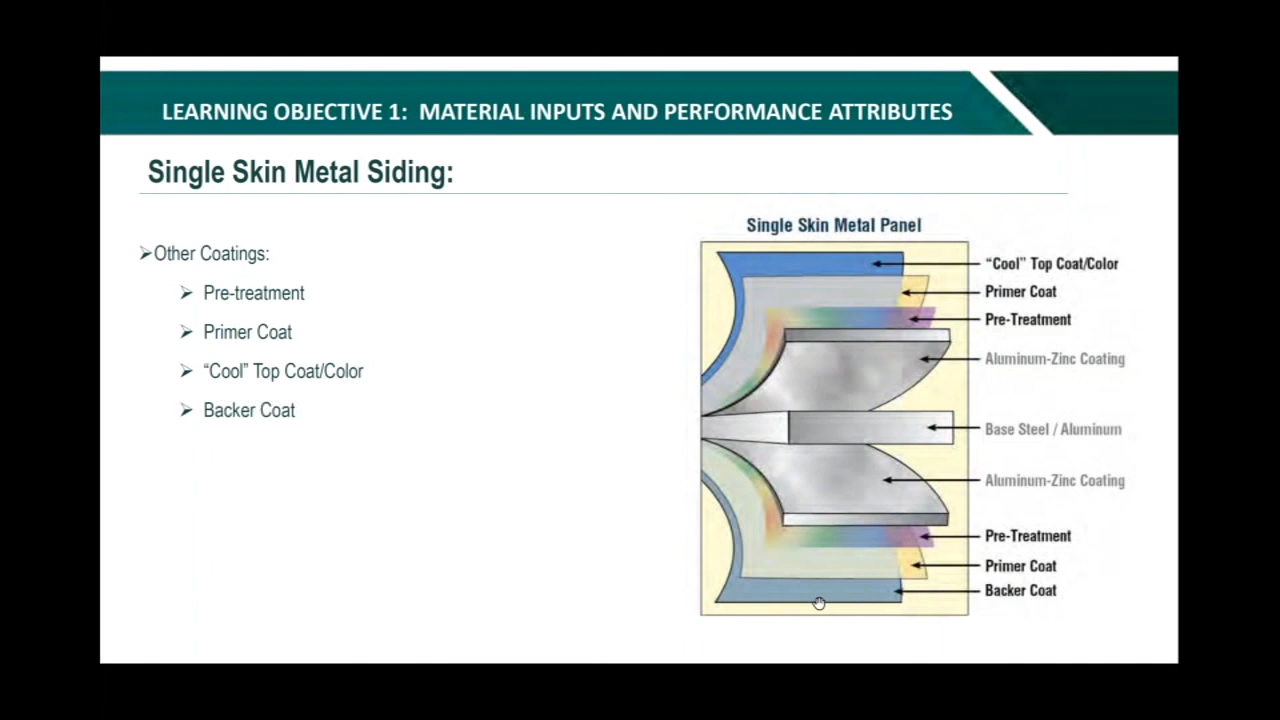 LEARNING OBJECTIVE 1: MATERIAL INPUTS AND PERFORMANCE ATTRIBUTES
Single Skin Metal Siding:
Other Coatings:
Pre-treatment
Primer Coat
“Cool” Top Coat/Color
Backer Coat
Single Skin Metal Panel
“Cool” Top Coat/Color
Primer Coat
Pre-Treatment
Aluminum-Zinc Coating
Base Steel / Aluminum
Aluminum-Zinc Coating
Pre-Treatment
Primer Coat
Backer Coat